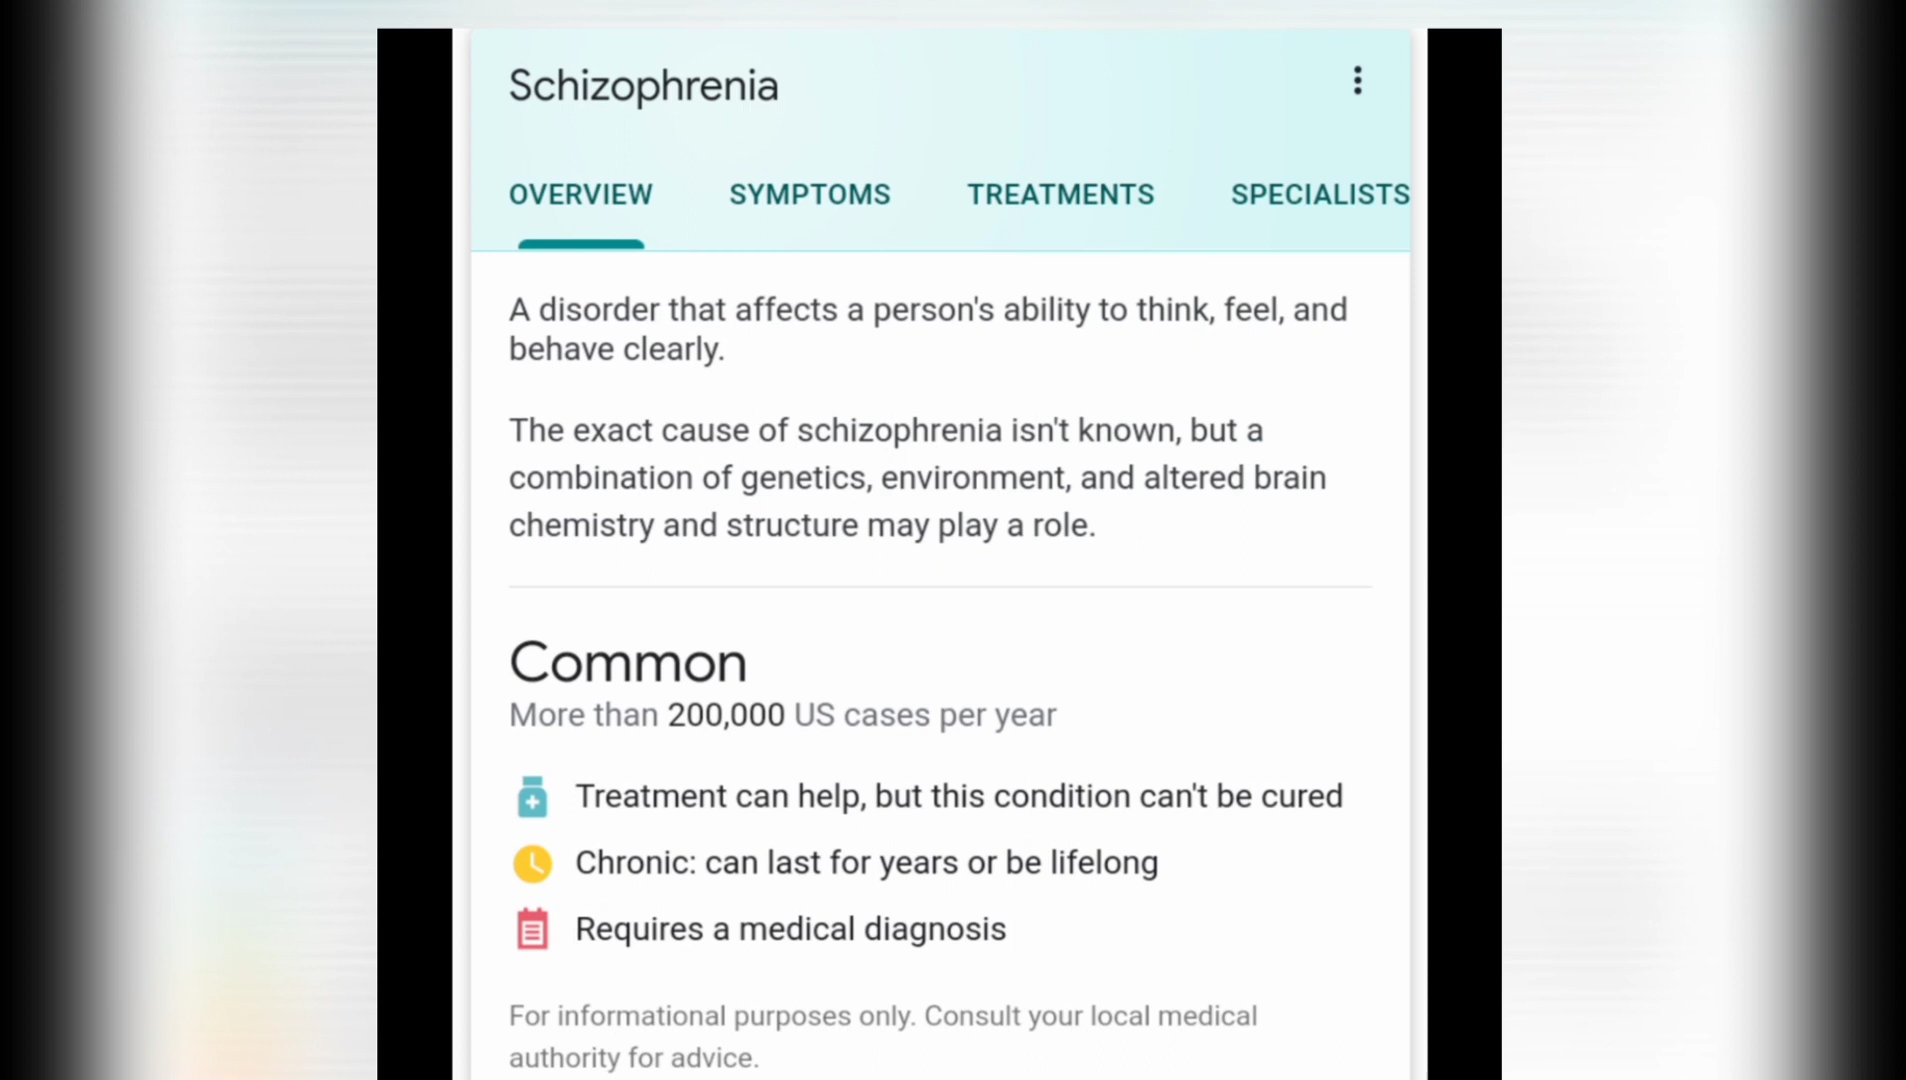 Schizophrenia
OVERVIEW SYMPTOMS TREATMENTS SPECIALISTS
A disorder that affects a person's ability to think, feel, and
behave clearly.
The exact cause of schizophrenia isn't known, but a
combination of genetics, environment, and altered brain
chemistry and structure may play a role.
Common
More than 200,000 US cases per year
Treatment can help, but this condition can't be cured
Chronic: can last for years or be lifelong
Requires a medical diagnosis
For informational purposes only. Consult your local medical
authority for advice.